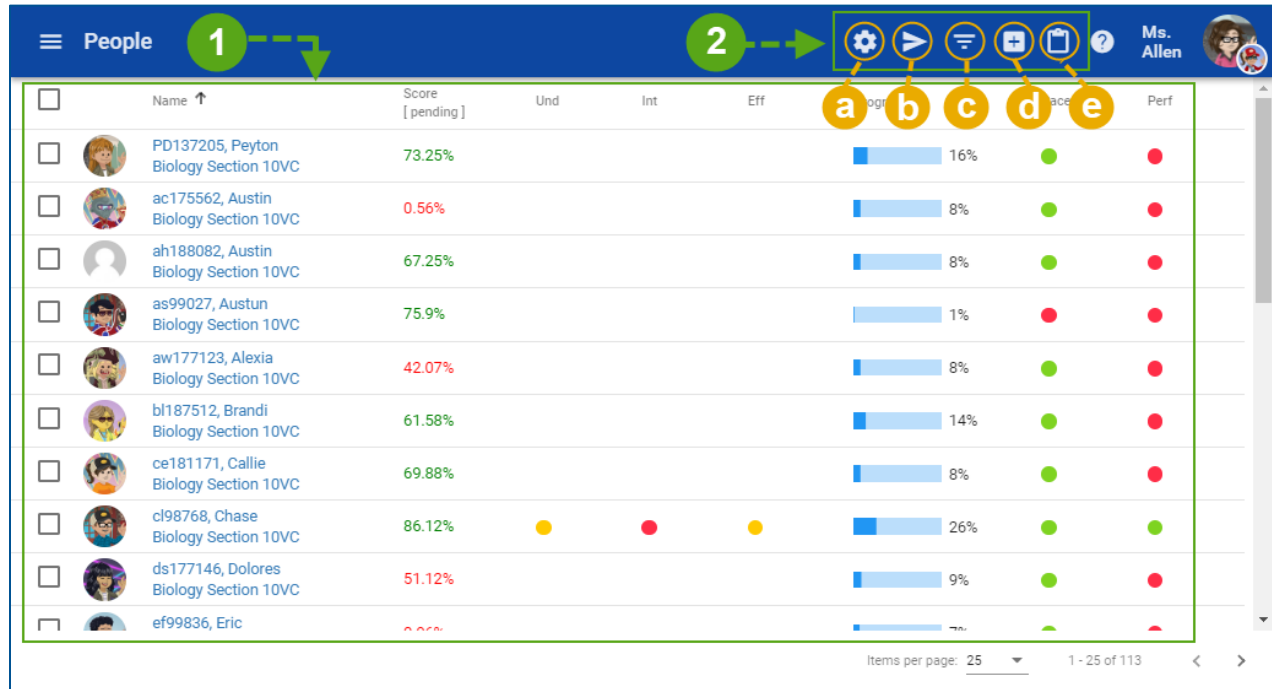 People
1
2
Ms.
Allen
a
b
c
d
e
Name ↑
Score
[ pending ]
Und
Int
Eff
Perf
PD137205, Peyton
Biology Section 10VC
73.25%
16%
ac175562, Austin
Biology Section 10VC
0.56%
8%
ah188082, Austin
Biology Section 10VC
67.25%
8%
as99027, Austun
Biology Section 10VC
75.9%
1%
aw177123, Alexia
Biology Section 10VC
42.07%
8%
bl187512, Brandi
Biology Section 10VC
61.58%
14%
ce181171, Callie
Biology Section 10VC
69.88%
8%
cl98768, Chase
Biology Section 10VC
86.12%
26%
ds177146, Dolores
Biology Section 10VC
51.12%
9%
ef99836, Eric
Items per page: 25
1 - 25 of 113